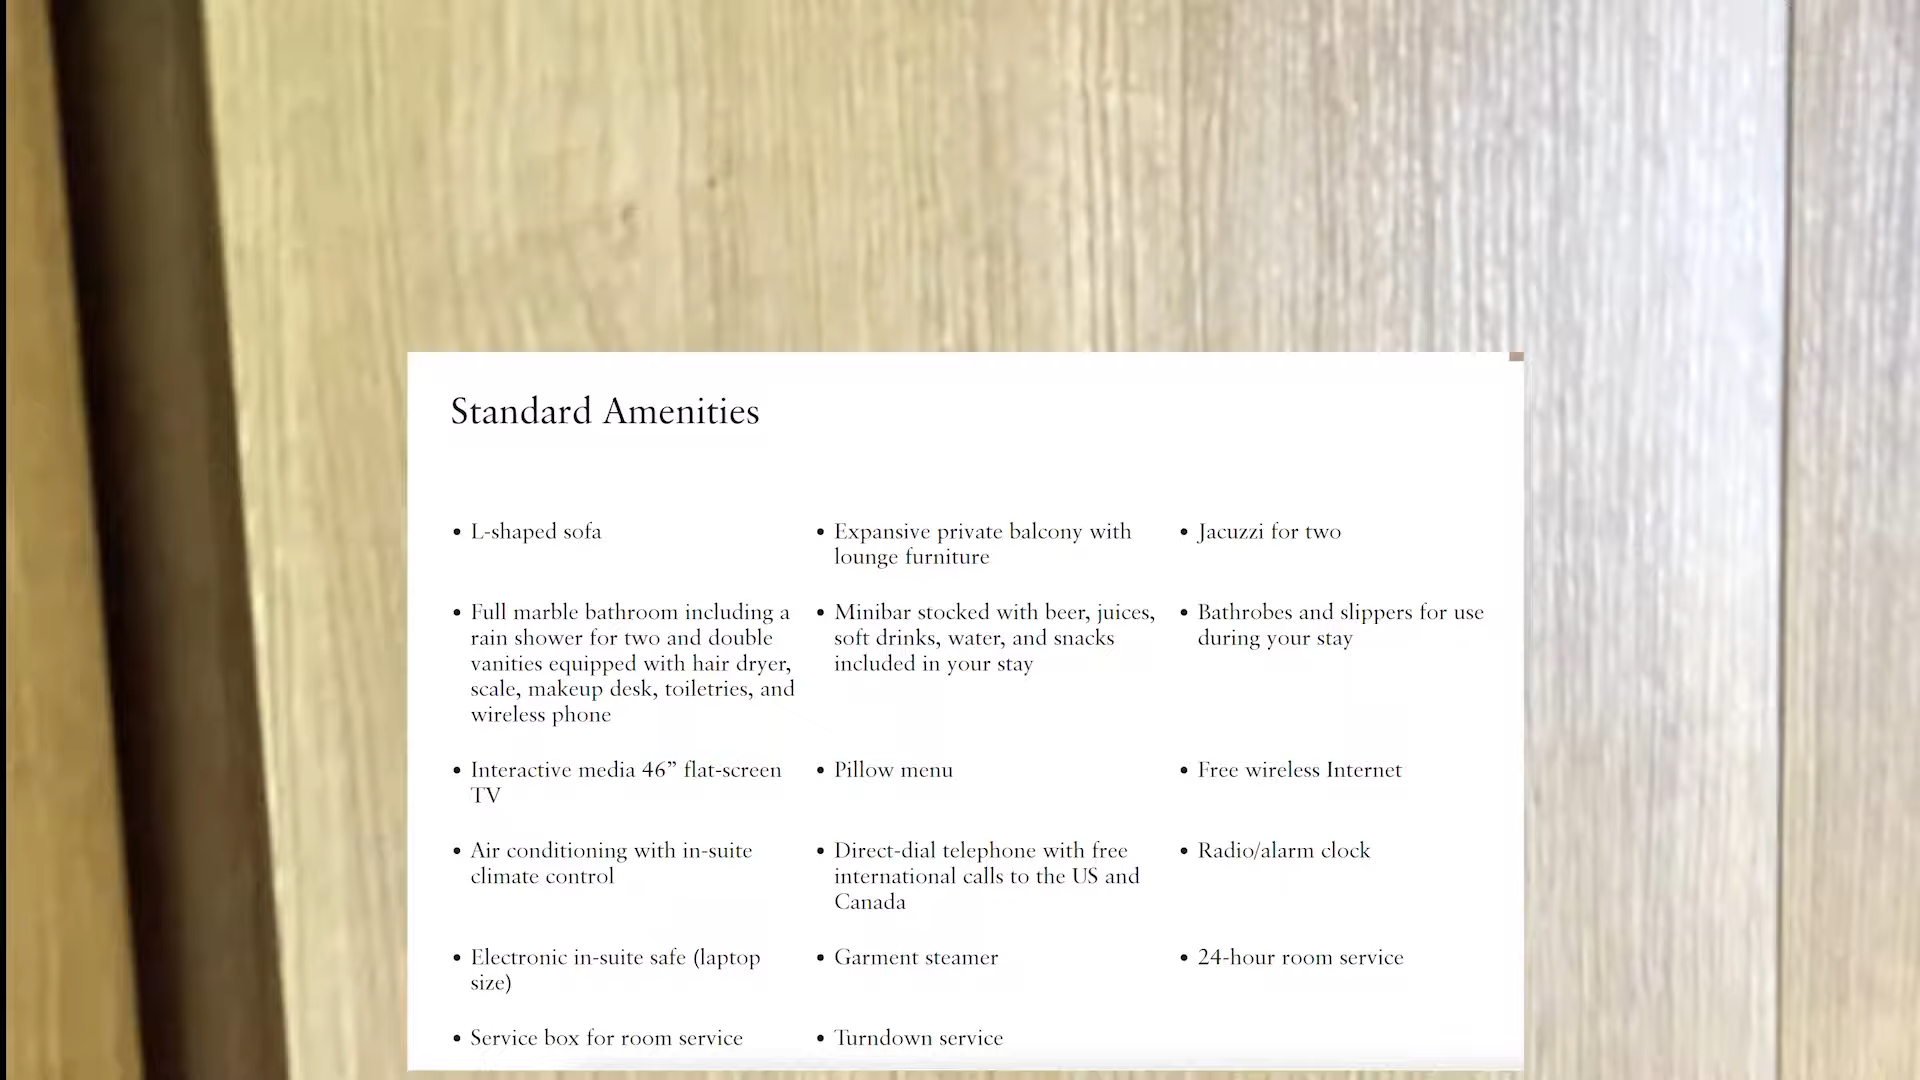 Standard Amenities
• L-shaped sofa
• Expansive private balcony with
lounge furniture
• Jacuzzi for two
• Full marble bathroom including a
rain shower for two and double
vanities equipped with hair dryer,
scale, makeup desk, toiletries, and
wireless phone
• Minibar stocked with beer, juices,
soft drinks, water, and snacks
included in your stay
• Bathrobes and slippers for use
during your stay
• Interactive media 46” flat-screen
TV
• Pillow menu
• Free wireless Internet
• Air conditioning with in-suite
climate control
• Direct-dial telephone with free
international calls to the US and
Canada
• Radio/alarm clock
• Electronic in-suite safe (laptop
size)
• Garment steamer
• 24-hour room service
• Service box for room service
• Turndown service